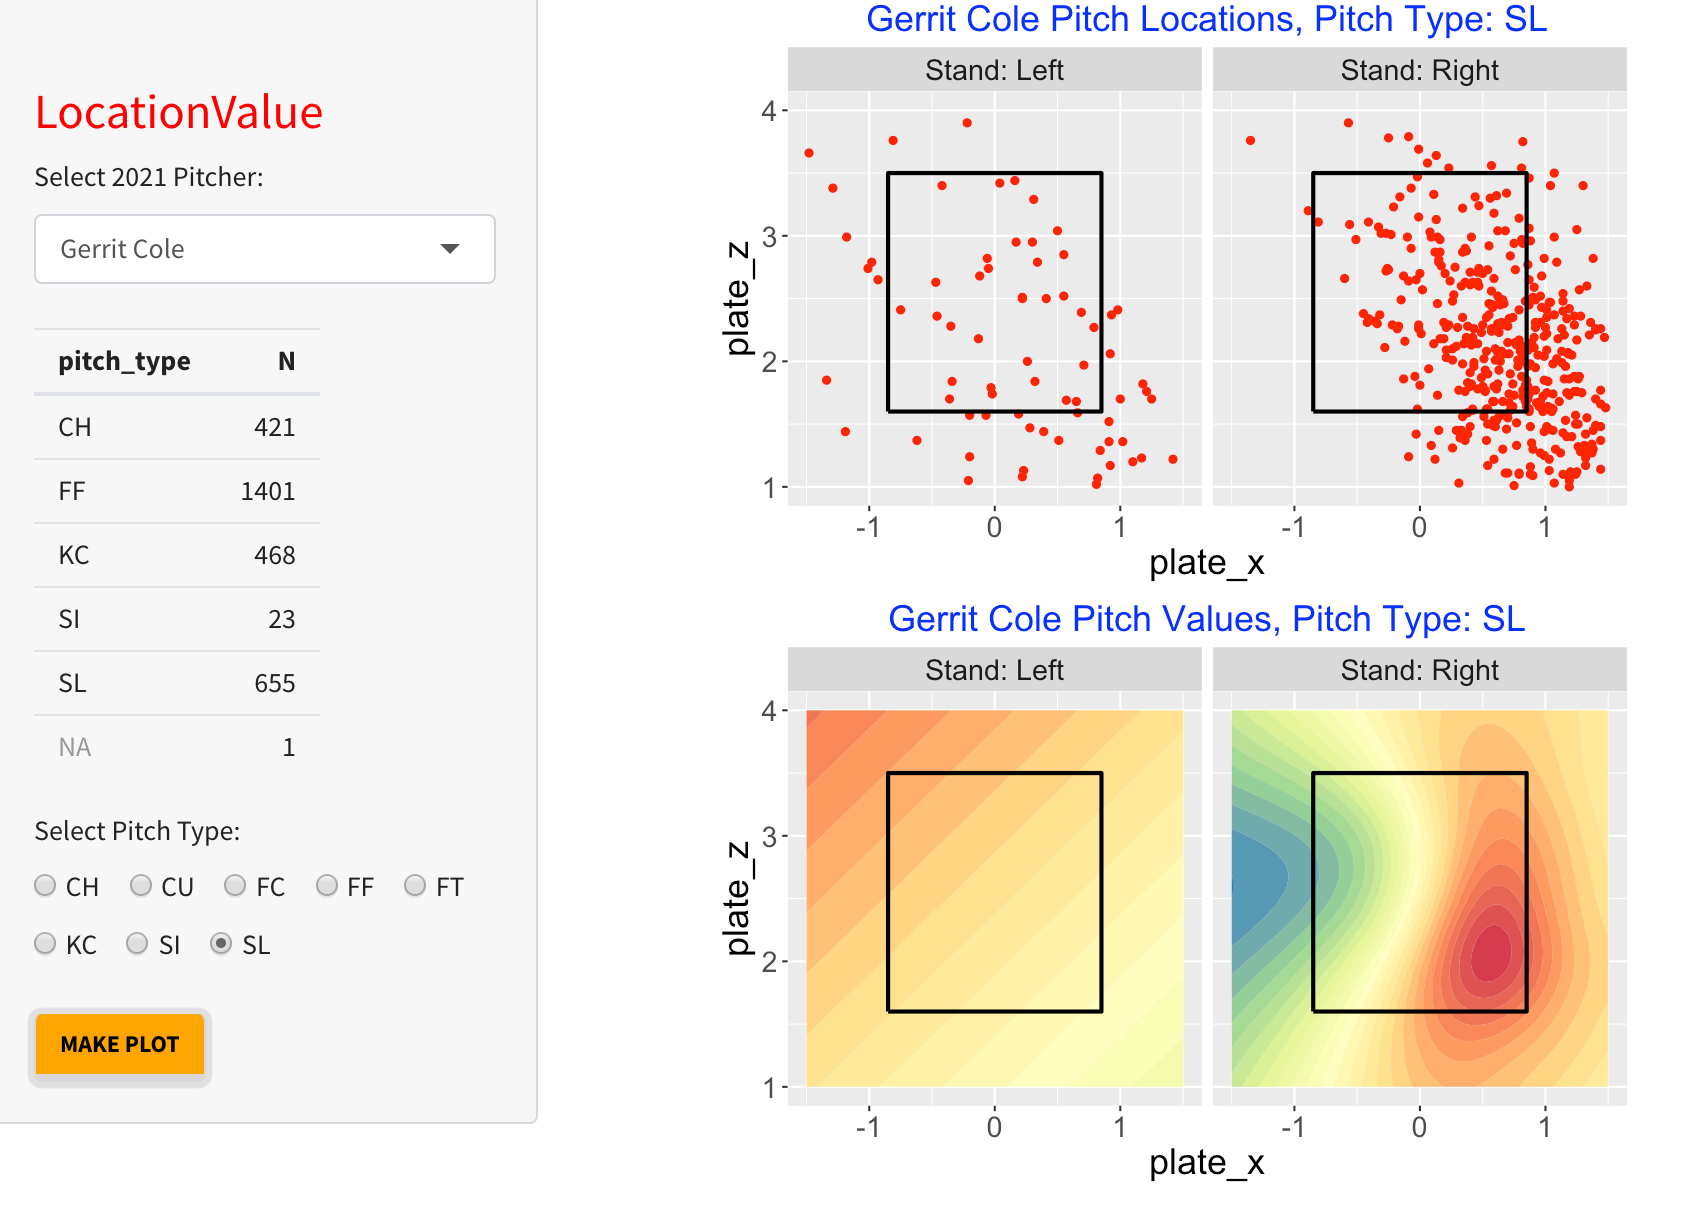 LocationValue
Select 2021 Pitcher:
Gerrit Cole
pitch_type N
CH 421
FF 1401
KC 468
SI 23
SL 655
NA 1
Select Pitch Type:
CH CU FC FF FT
KC SI SL
MAKE PLOT
Gerrit Cole Pitch Locations, Pitch Type: SL
Stand: Left Stand: Right
4
3
2
1
plate_z
-1 0 1 -1 0 1
plate_x
Gerrit Cole Pitch Values, Pitch Type: SL
Stand: Left Stand: Right
4
3
2
1
plate_z
-1 0 1 -1 0 1
plate_x